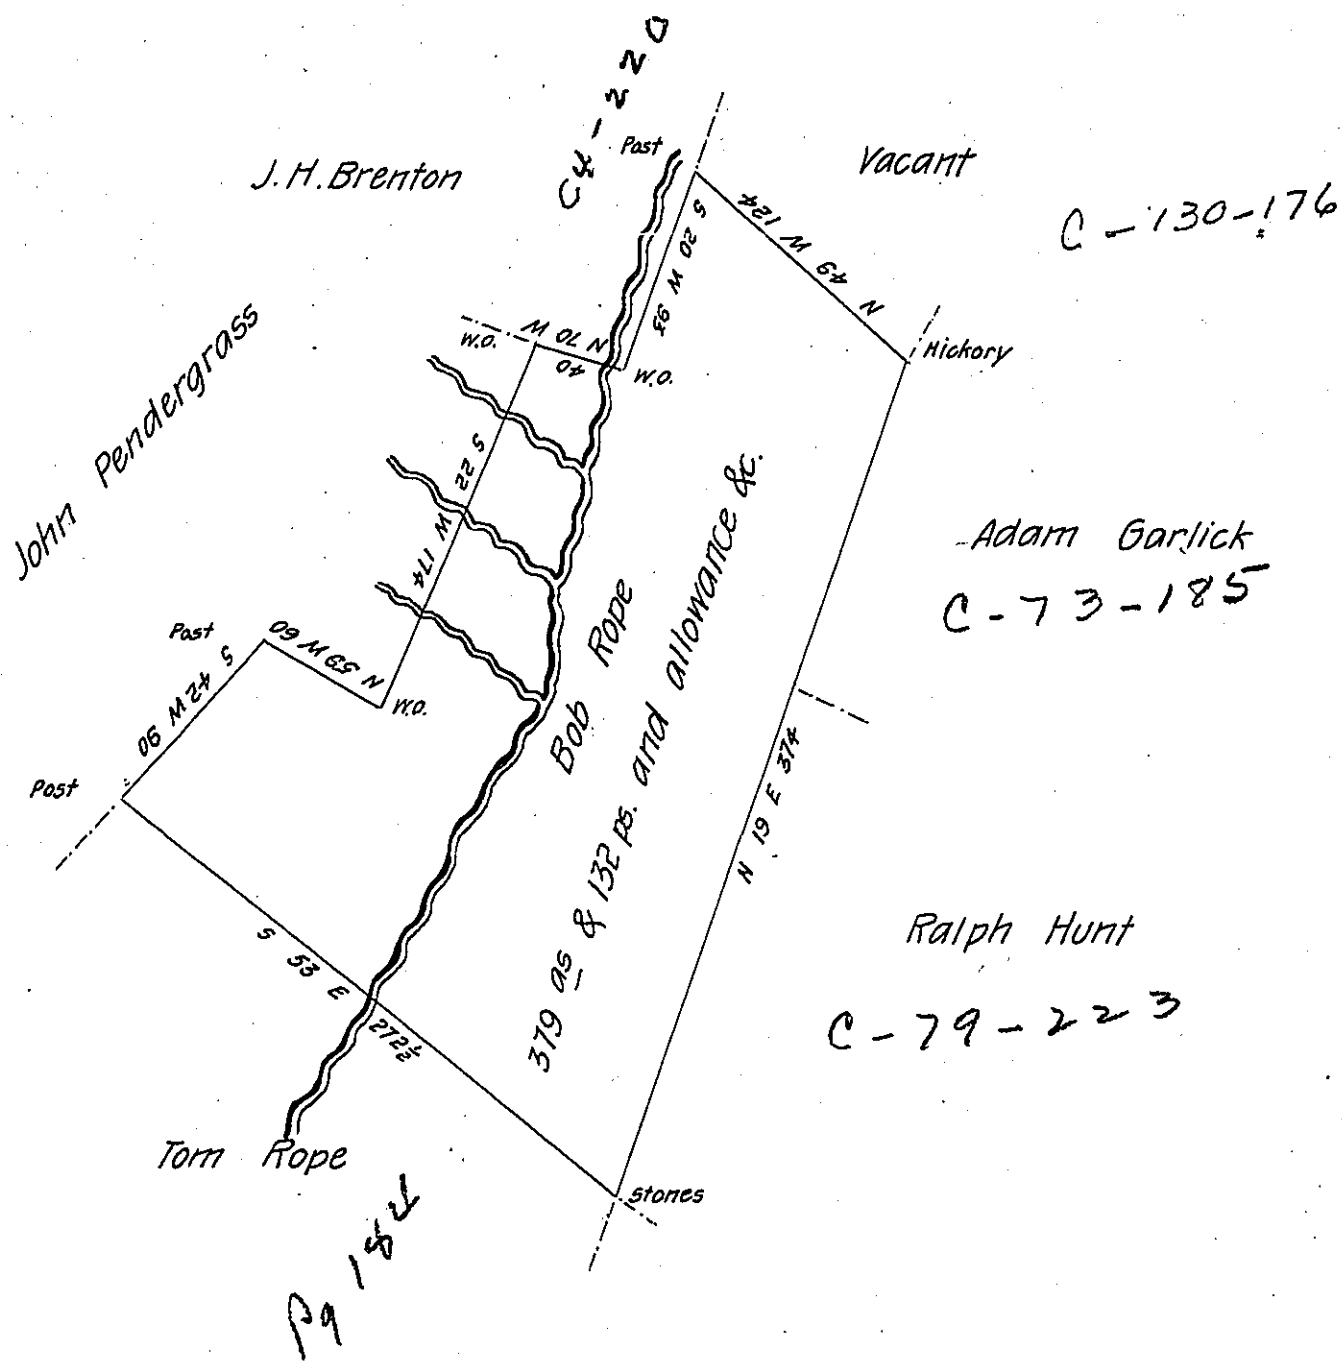 C4-220
J.H. Brenton
Post
Vacant
C-130-176
S 20 W 93
N 49 W 124
W.O.
N 70 W
40
W.O.
Hickory
John Pendergrass
S 22 W 174
Adam Garlick
C-73-185
Post
N 59 W 60
W.O.
S 42 W 90
Post
Bob Rope
379 as & 132 ps. and allowance &c.
N 19 E 374
Ralph Hunt
C-79-223
S 53 E 272½
Tom Rope
stones
Pg 182